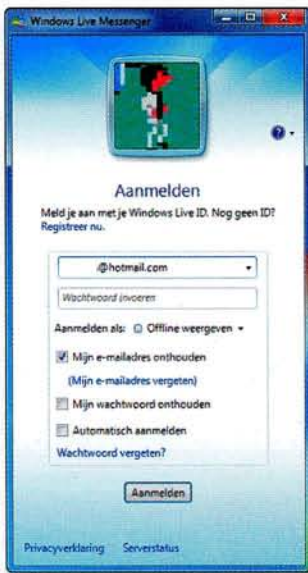 Windows Live Messenger
Aanmelden
Meld je aan met je Windows Live ID. Nog geen ID?
Registreer nu.
@hotmail.com
Wachtwoord invoeren
Aanmelden als: Offline weergeven
Mijn e-mailadres onthouden
(Mijn e-mailadres vergeten)
Mijn wachtwoord onthouden
Automatisch aanmelden
Wachtwoord vergeten?
Aanmelden
Privacyverklaring Serverstatus